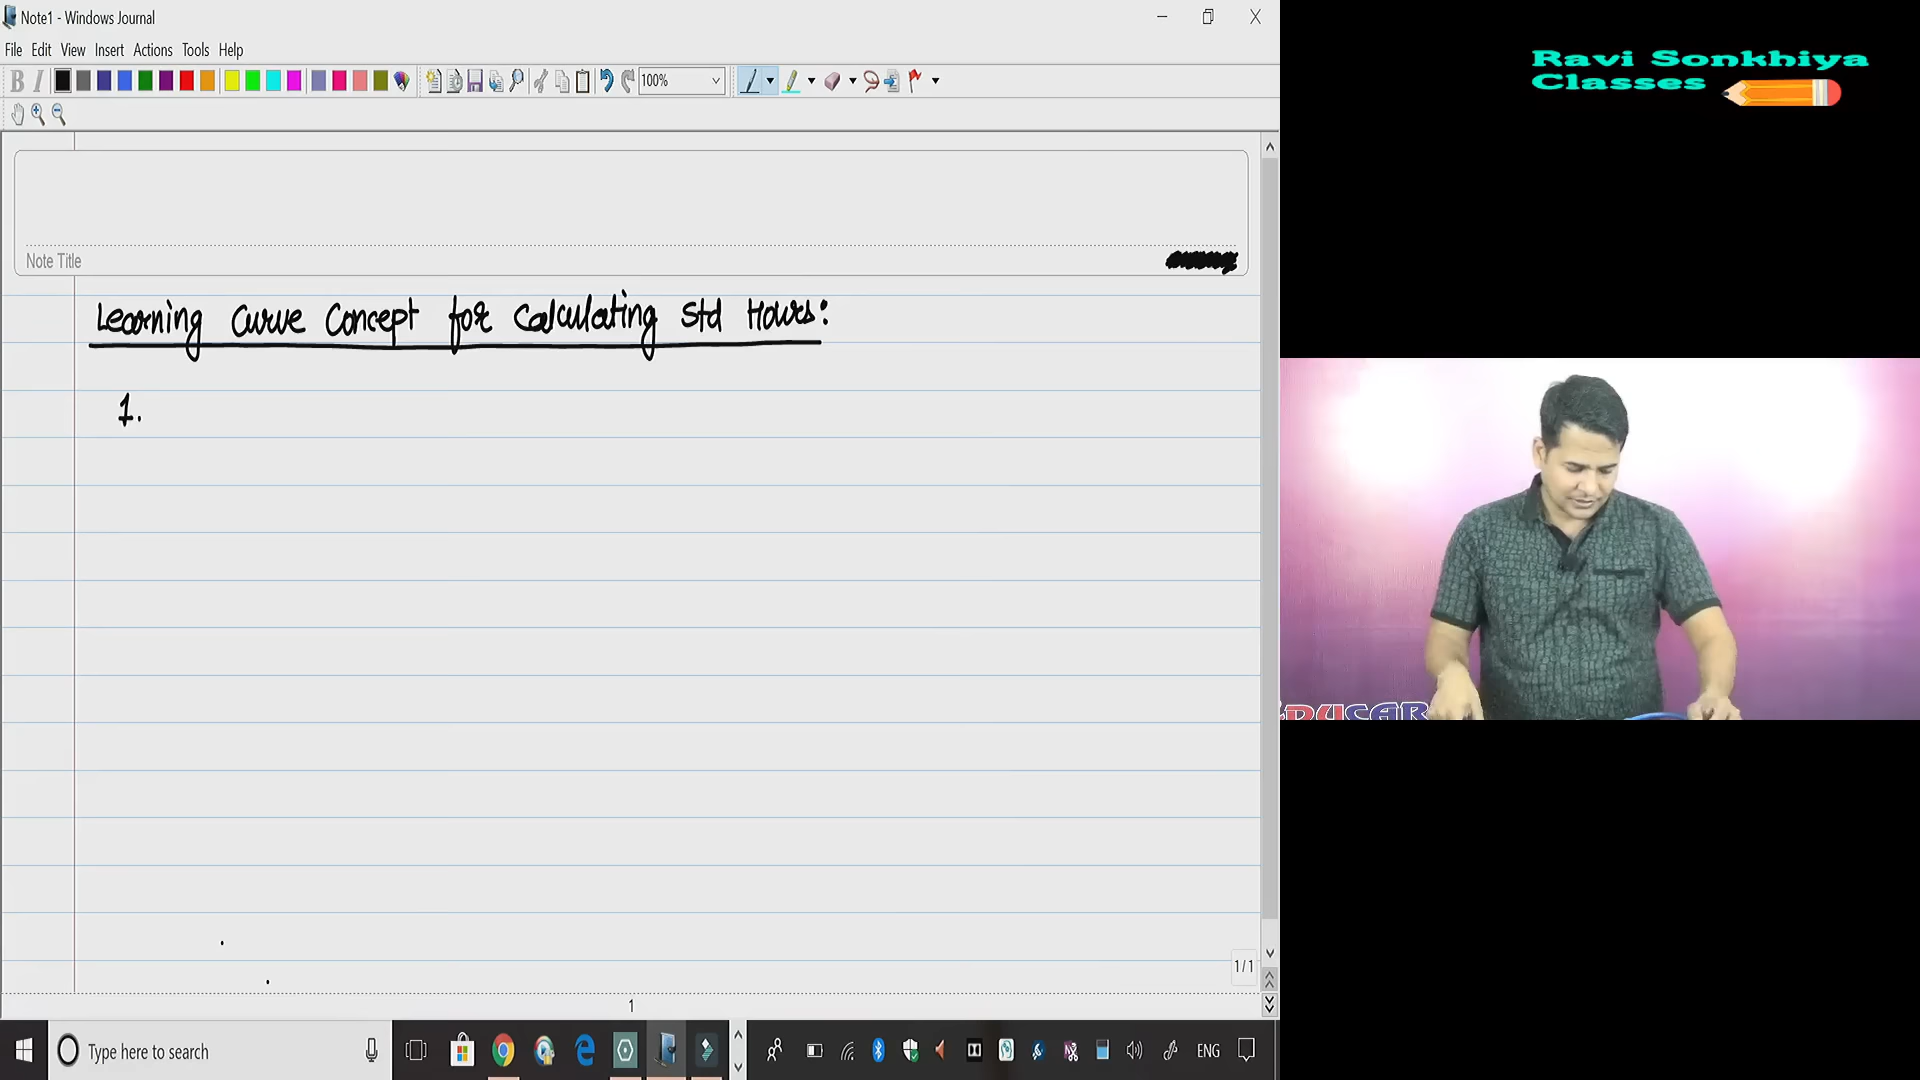 Note1 - Windows Journal
File Edit View Insert Actions Tools Help
B I 100%
Note Title
Learning Curve Concept for Calculating Std Hours:
1.
1/1
1
Type here to search
ENG
Ravi Sonkhiya
Classes
EDUCAR